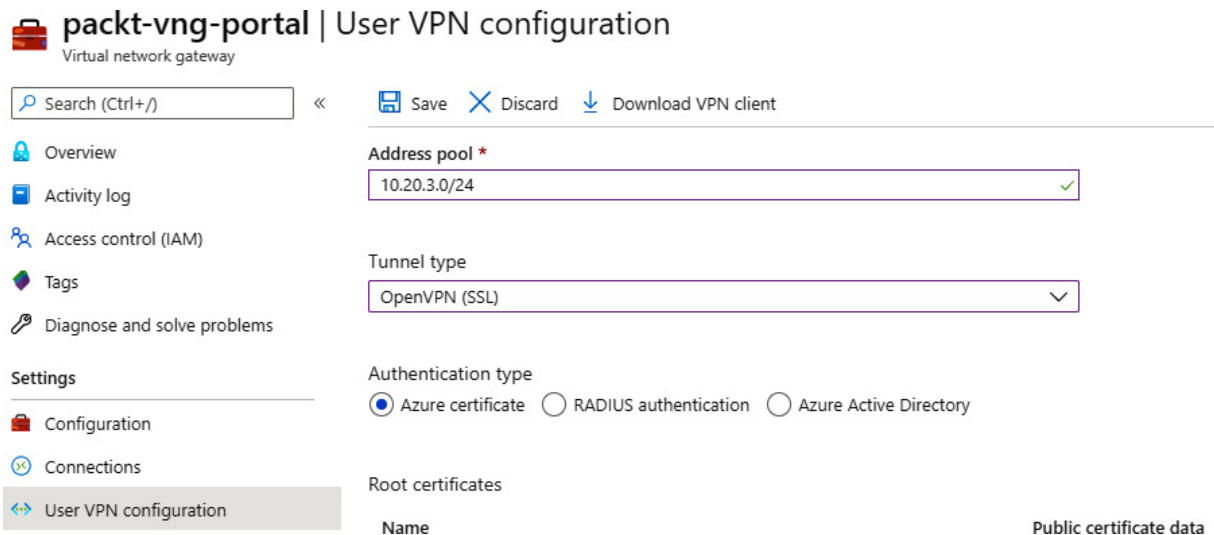 packt-vng-portal | User VPN configuration
Virtual network gateway
Search (Ctrl+/)
«
Overview
Activity log
Access control (IAM)
Tags
Diagnose and solve problems
Settings
Configuration
Connections
User VPN configuration
Save Discard Download VPN client
Address pool *
10.20.3.0/24
Tunnel type
OpenVPN (SSL)
Authentication type
Azure certificate RADIUS authentication Azure Active Directory
Root certificates
Name Public certificate data